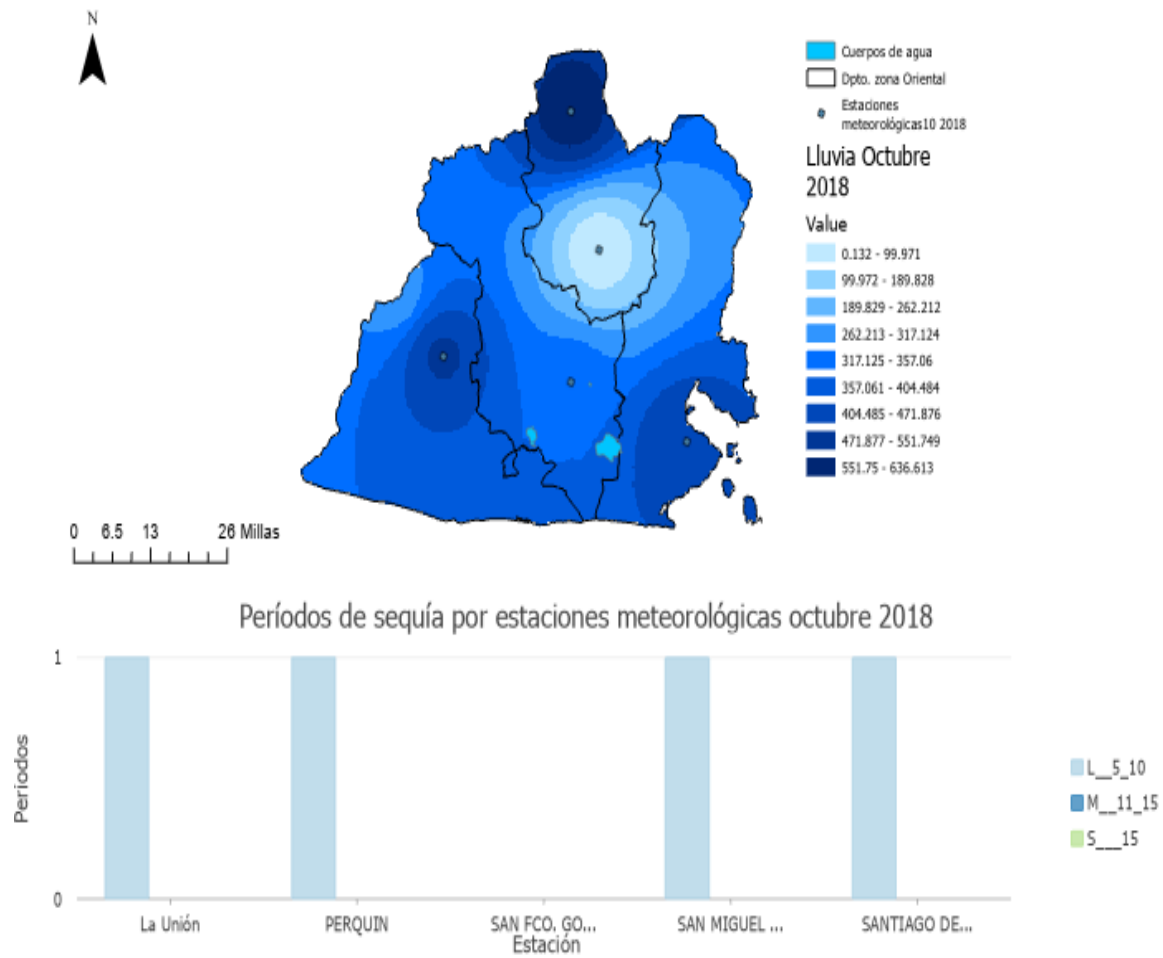 N
Cuerpos de agua
Dpto. zona Oriental
Estaciones
meteorológicas10 2018
Lluvia Octubre
2018
Value
0.132 - 99.971
99.972 - 189.828
189.829 - 262.212
262.213 - 317.124
317.125 - 357.06
357.061 - 404.484
404.485 - 471.876
471.877 - 551.749
551.75 - 636.613
0 6.5 13 26 Millas
Períodos de sequía por estaciones meteorológicas octubre 2018
1
0
Periodos
La Unión PERQUIN SAN FCO. GO... SAN MIGUEL ... SANTIAGO DE...
Estación
L__5_10
M__11_15
S___15